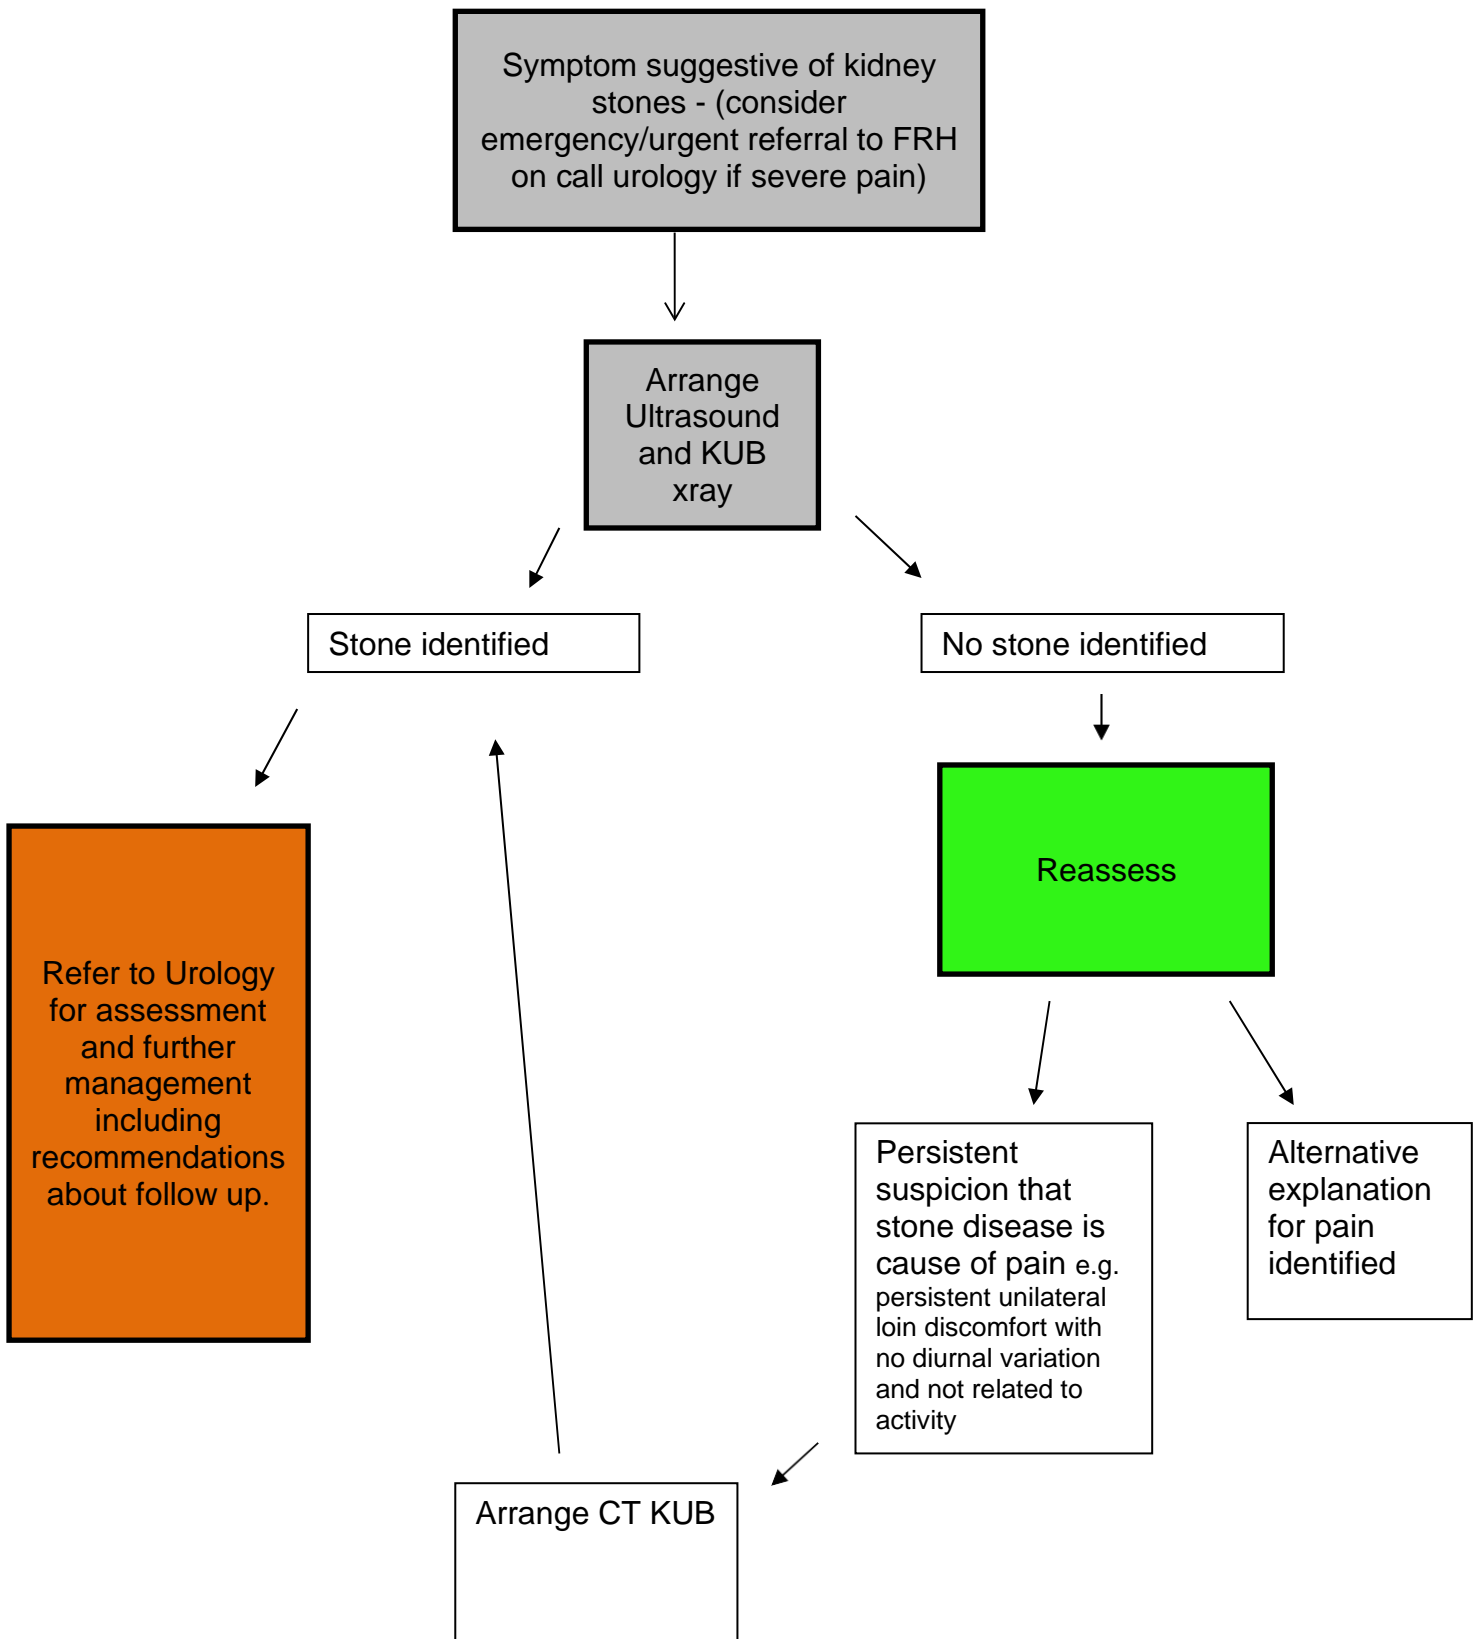 Symptom suggestive of kidney
stones - (consider
emergency/urgent referral to FRH
on call urology if severe pain)
Arrange
Ultrasound
and KUB
xray
Stone identified
No stone identified
Reassess
Refer to Urology
for assessment
and further
management
including
recommendations
about follow up.
Persistent
suspicion that
stone disease is
cause of pain e.g.
persistent unilateral
loin discomfort with
no diurnal variation
and not related to
activity
Alternative
explanation
for pain
identified
Arrange CT KUB